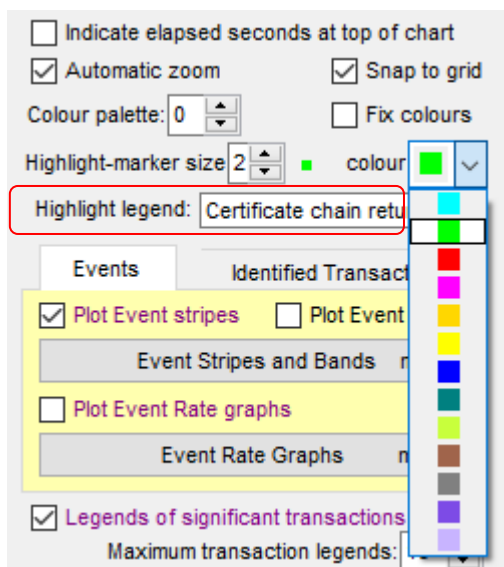 Indicate elapsed seconds at top of chart
Automatic zoom Snap to grid
Colour palette: 0 Fix colours
Highlight-marker size 2 colour
Highlight legend: Certificate chain retu
Events Identified Transact
Plot Event stripes Plot Event
Event Stripes and Bands
Plot Event Rate graphs
Event Rate Graphs
Legends of significant transactions
Maximum transaction legends: